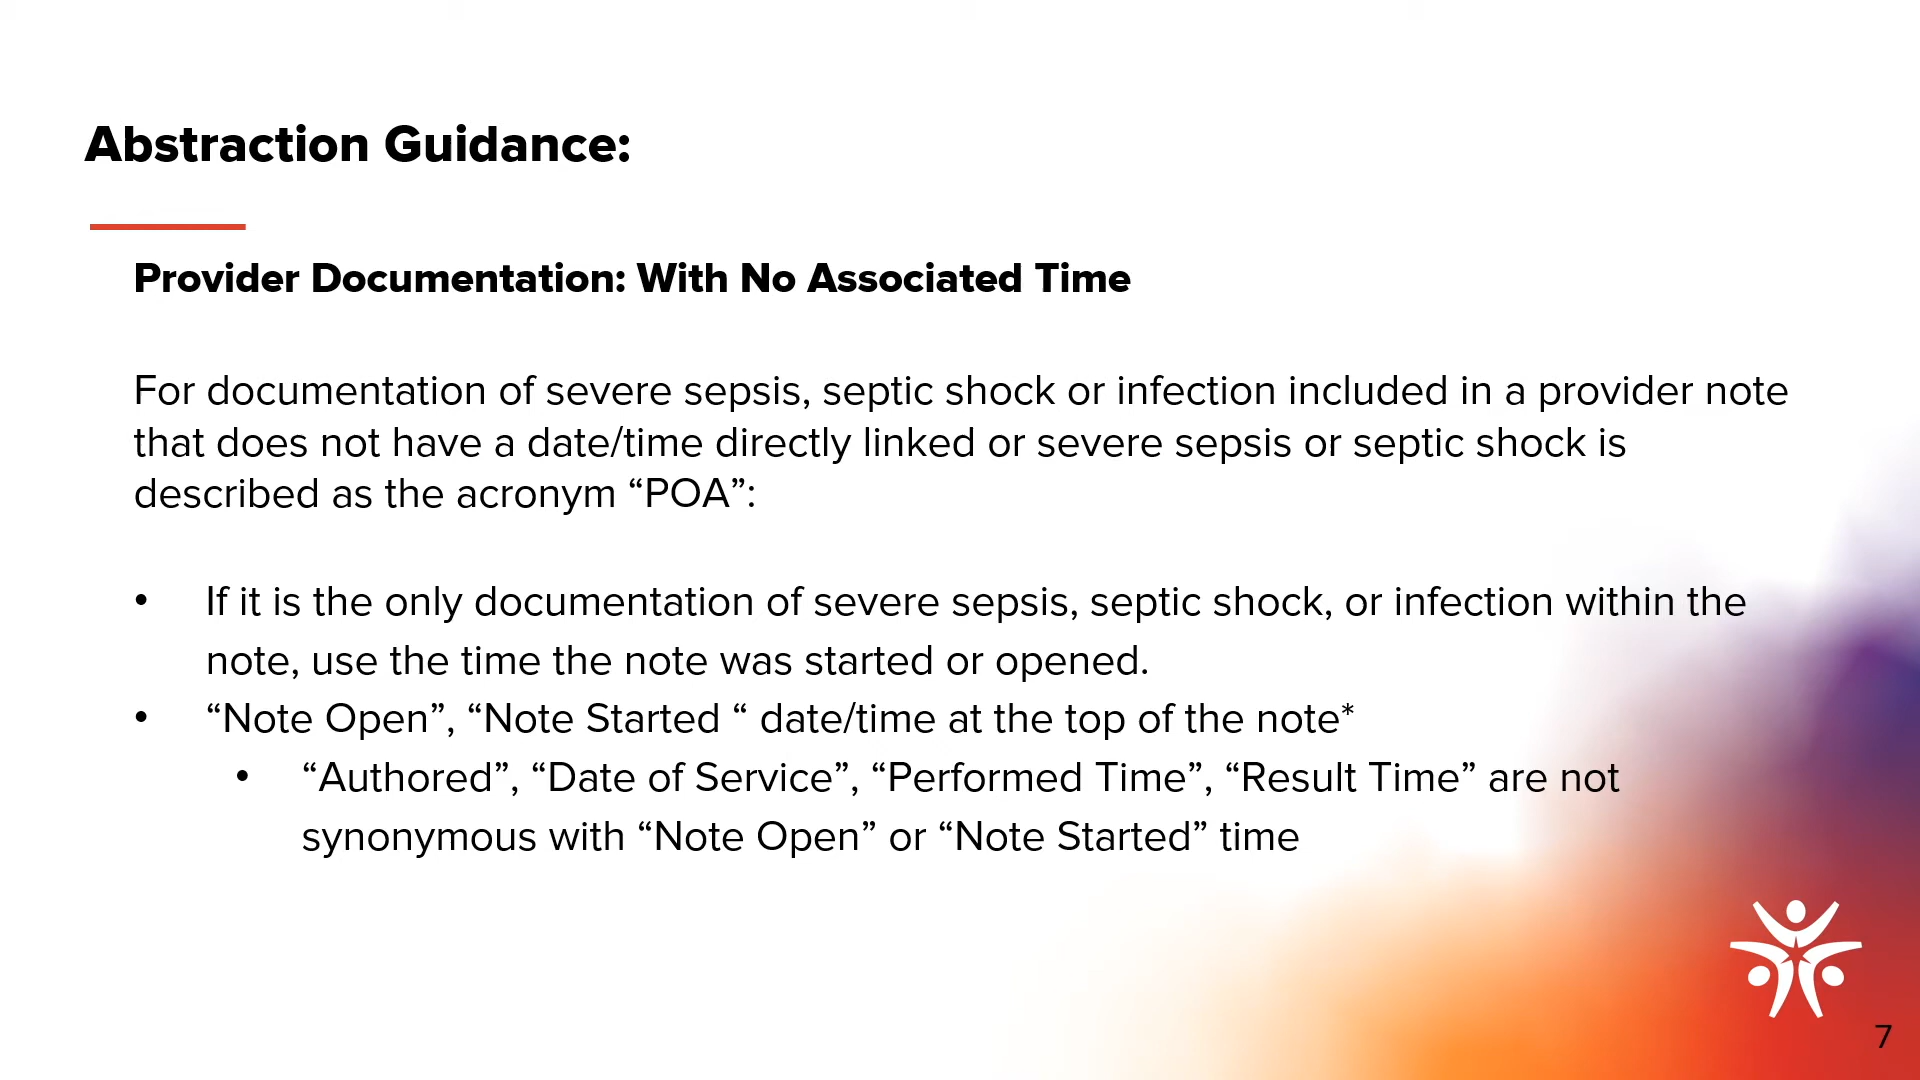 Abstraction Guidance:
Provider Documentation: With No Associated Time
For documentation of severe sepsis, septic shock or infection included in a provider note
that does not have a date/time directly linked or severe sepsis or septic shock is
described as the acronym “POA”:
• If it is the only documentation of severe sepsis, septic shock, or infection within the
note, use the time the note was started or opened.
• “Note Open”, “Note Started “ date/time at the top of the note*
• “Authored”, “Date of Service”, “Performed Time”, “Result Time” are not
synonymous with “Note Open” or “Note Started” time
7